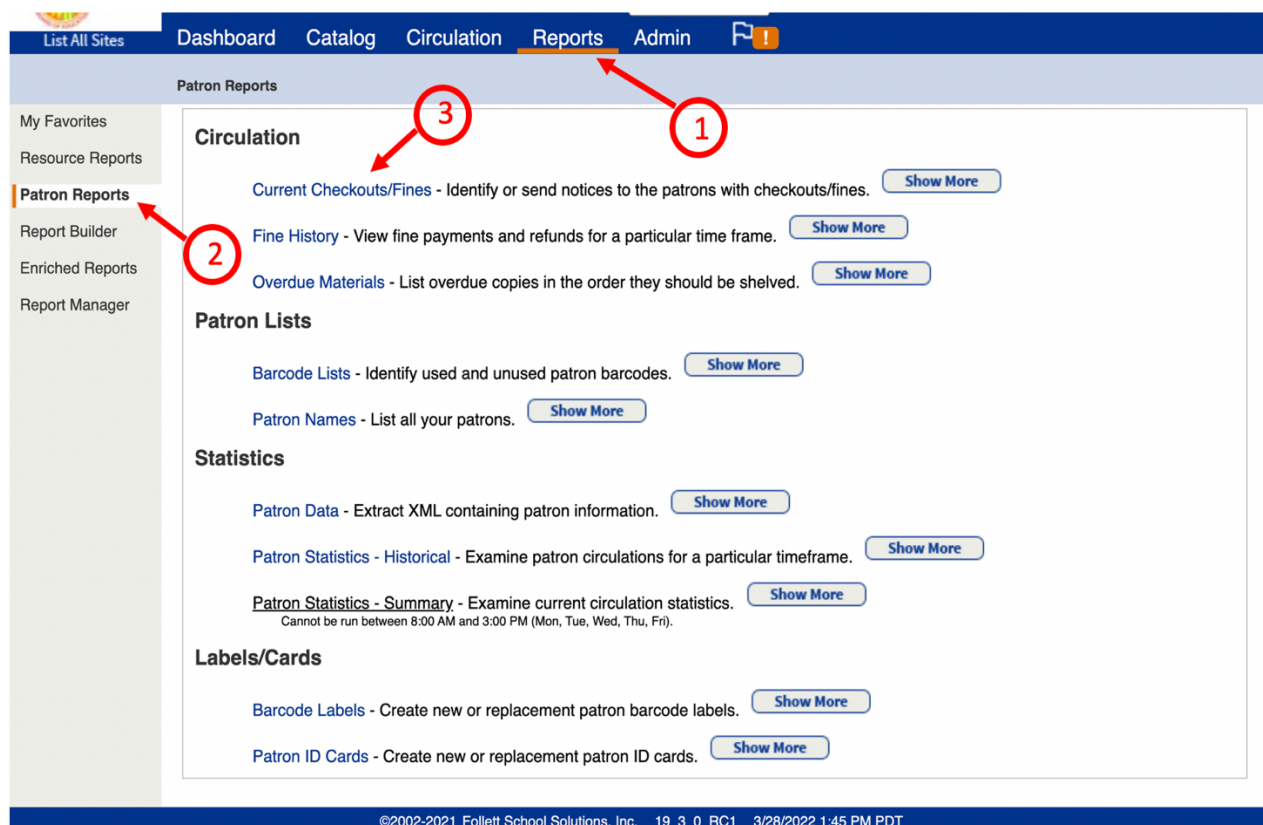 List All Sites
Dashboard Catalog Circulation Reports Admin !
Patron Reports
My Favorites
Resource Reports
Patron Reports
Report Builder
Enriched Reports
Report Manager
3
1
2
Circulation
Current Checkouts/Fines - Identify or send notices to the patrons with checkouts/fines. Show More
Fine History - View fine payments and refunds for a particular time frame. Show More
Overdue Materials - List overdue copies in the order they should be shelved. Show More
Patron Lists
Barcode Lists - Identify used and unused patron barcodes. Show More
Patron Names - List all your patrons. Show More
Statistics
Patron Data - Extract XML containing patron information. Show More
Patron Statistics - Historical - Examine patron circulations for a particular timeframe. Show More
Patron Statistics - Summary - Examine current circulation statistics. Show More
Cannot be run between 8:00 AM and 3:00 PM (Mon, Tue, Wed, Thu, Fri).
Labels/Cards
Barcode Labels - Create new or replacement patron barcode labels. Show More
Patron ID Cards - Create new or replacement patron ID cards. Show More
©2002-2021 Follett School Solutions, Inc. 19_3_0_RC1 3/28/2022 1:45 PM PDT